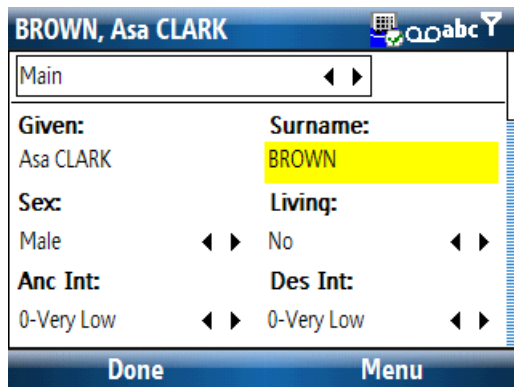 BROWN, Asa CLARK abc
Main
Given: Surname:
Asa CLARK BROWN
Sex: Living:
Male No
Anc Int: Des Int:
0-Very Low 0-Very Low
Done Menu